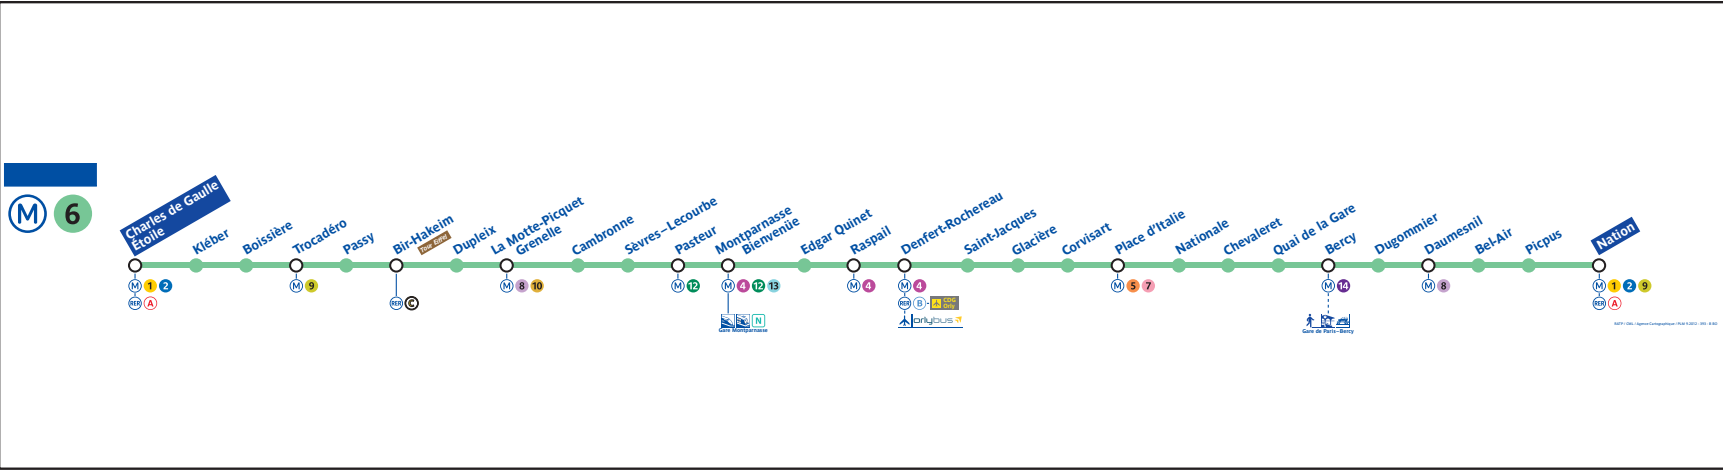 M 6
Charles de Gaulle
Étoile
Kléber
Boissière
Trocadéro
Passy
Bir-Hakeim
Tour Eiffel
Dupleix
La Motte-Picquet
Grenelle
Cambronne
Sèvres–Lecourbe
Pasteur
Montparnasse
Bienvenüe
Edgar Quinet
Raspail
Denfert-Rochereau
Saint-Jacques
Glacière
Corvisart
Place d'Italie
Nationale
Chevaleret
Quai de la Gare
Bercy
Dugommier
Daumesnil
Bel-Air
Picpus
Nation
M 1 2
RER A
M 9
RER C
M 8 10
M 12
M 4 12 13
N
Gare Montparnasse
M 4
M 4
RER B - CDG
Orly
orlybus
M 5 7
M 14
Gare de Paris–Bercy
M 8
M 1 2 9
RER A